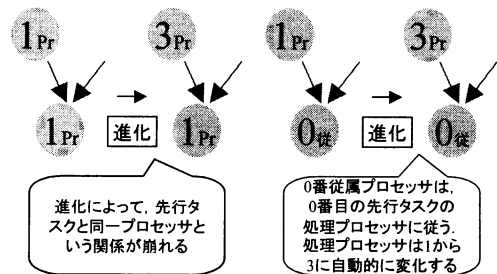 1Pr 3Pr 1Pr 3Pr
1Pr 進化 1Pr 0従 進化 0従
進化によって，先行タ
スクと同一プロセッサと
いう関係が崩れる
0番従属プロセッサは，
0番目の先行タスクの
処理プロセッサに従う．
処理プロセッサは1から
3に自動的に変化する